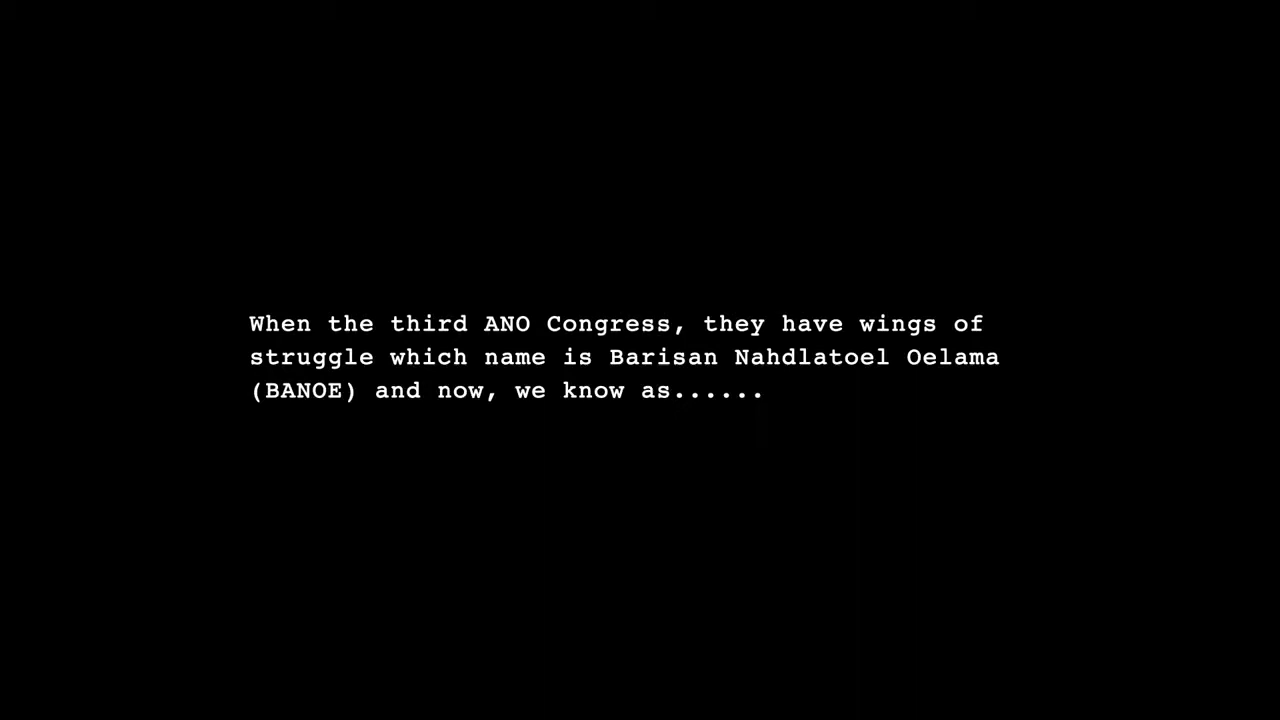 When the third ANO Congress, they have wings of
struggle which name is Barisan Nahdlatoel Oelama
(BANOE) and now, we know as......